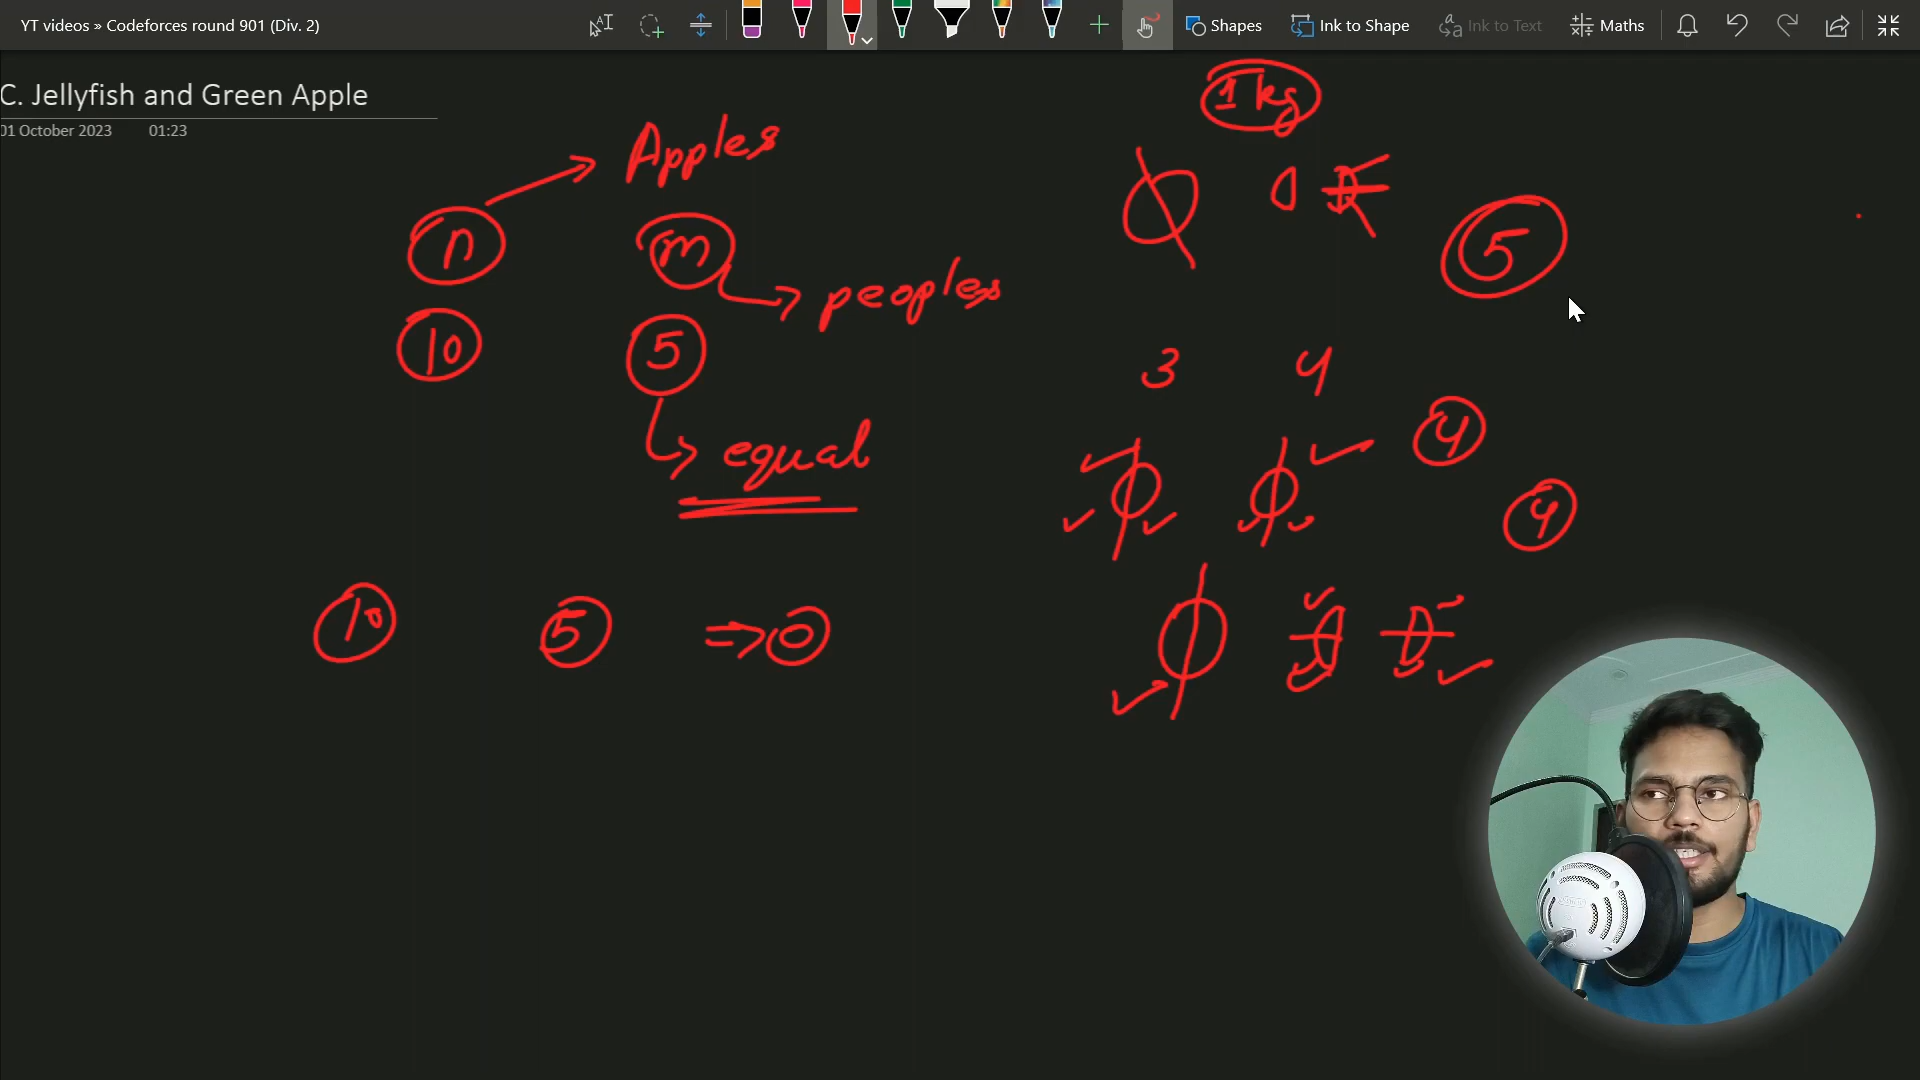 YT videos » Codeforces round 901 (Div. 2)
Shapes
Ink to Shape
Ink to Text
Maths
C. Jellyfish and Green Apple
01 October 2023 01:23
Apples
1 kg
n
m
peoples
5
10
5
3 4
equal
4
4
10 5 ⇒ 0